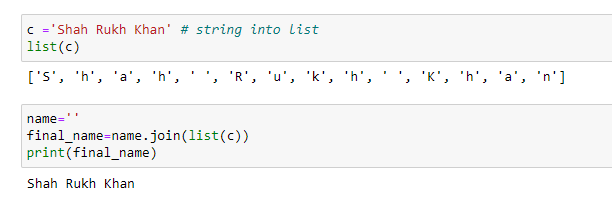 c ='Shah Rukh Khan' # string into list
list(c)
['S', 'h', 'a', 'h', ' ', 'R', 'u', 'k', 'h', ' ', 'K', 'h', 'a', 'n']
name=''
final_name=name.join(list(c))
print(final_name)
Shah Rukh Khan